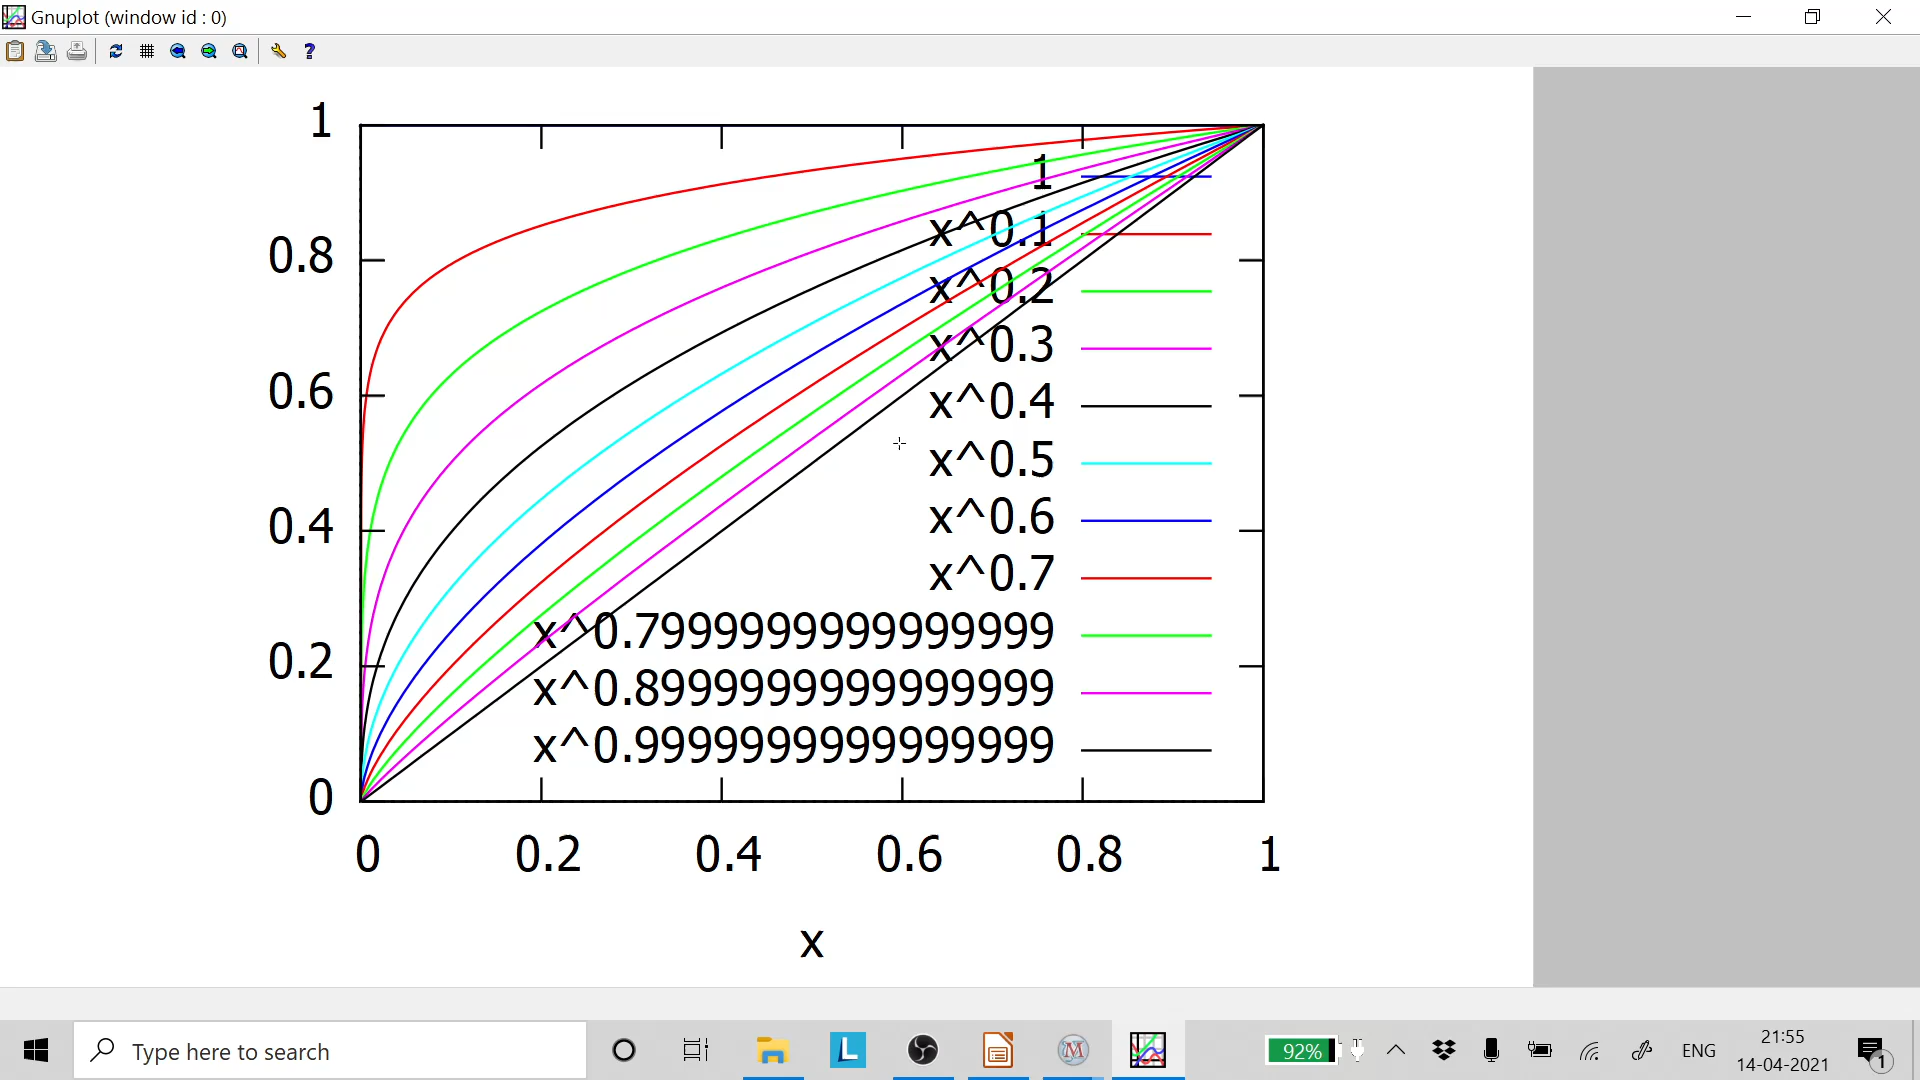 Gnuplot (window id : 0)
1
0.8
0.6
0.4
0.2
0
1
x^0.1
x^0.2
x^0.3
x^0.4
x^0.5
x^0.6
x^0.7
x^0.7999999999999999
x^0.8999999999999999
x^0.9999999999999999
0 0.2 0.4 0.6 0.8 1
x
Type here to search
L
M
92%
ENG
21:55
14-04-2021
1